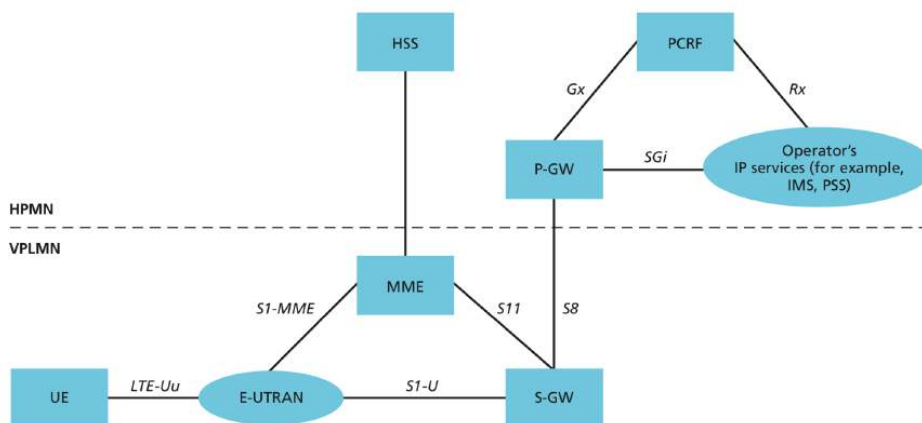 HSS
PCRF
Gx
Rx
P-GW
SGi
Operator's
IP services (for example,
IMS, PSS)
HPMN
VPLMN
MME
S1-MME
S11
S8
UE
LTE-Uu
E-UTRAN
S1-U
S-GW